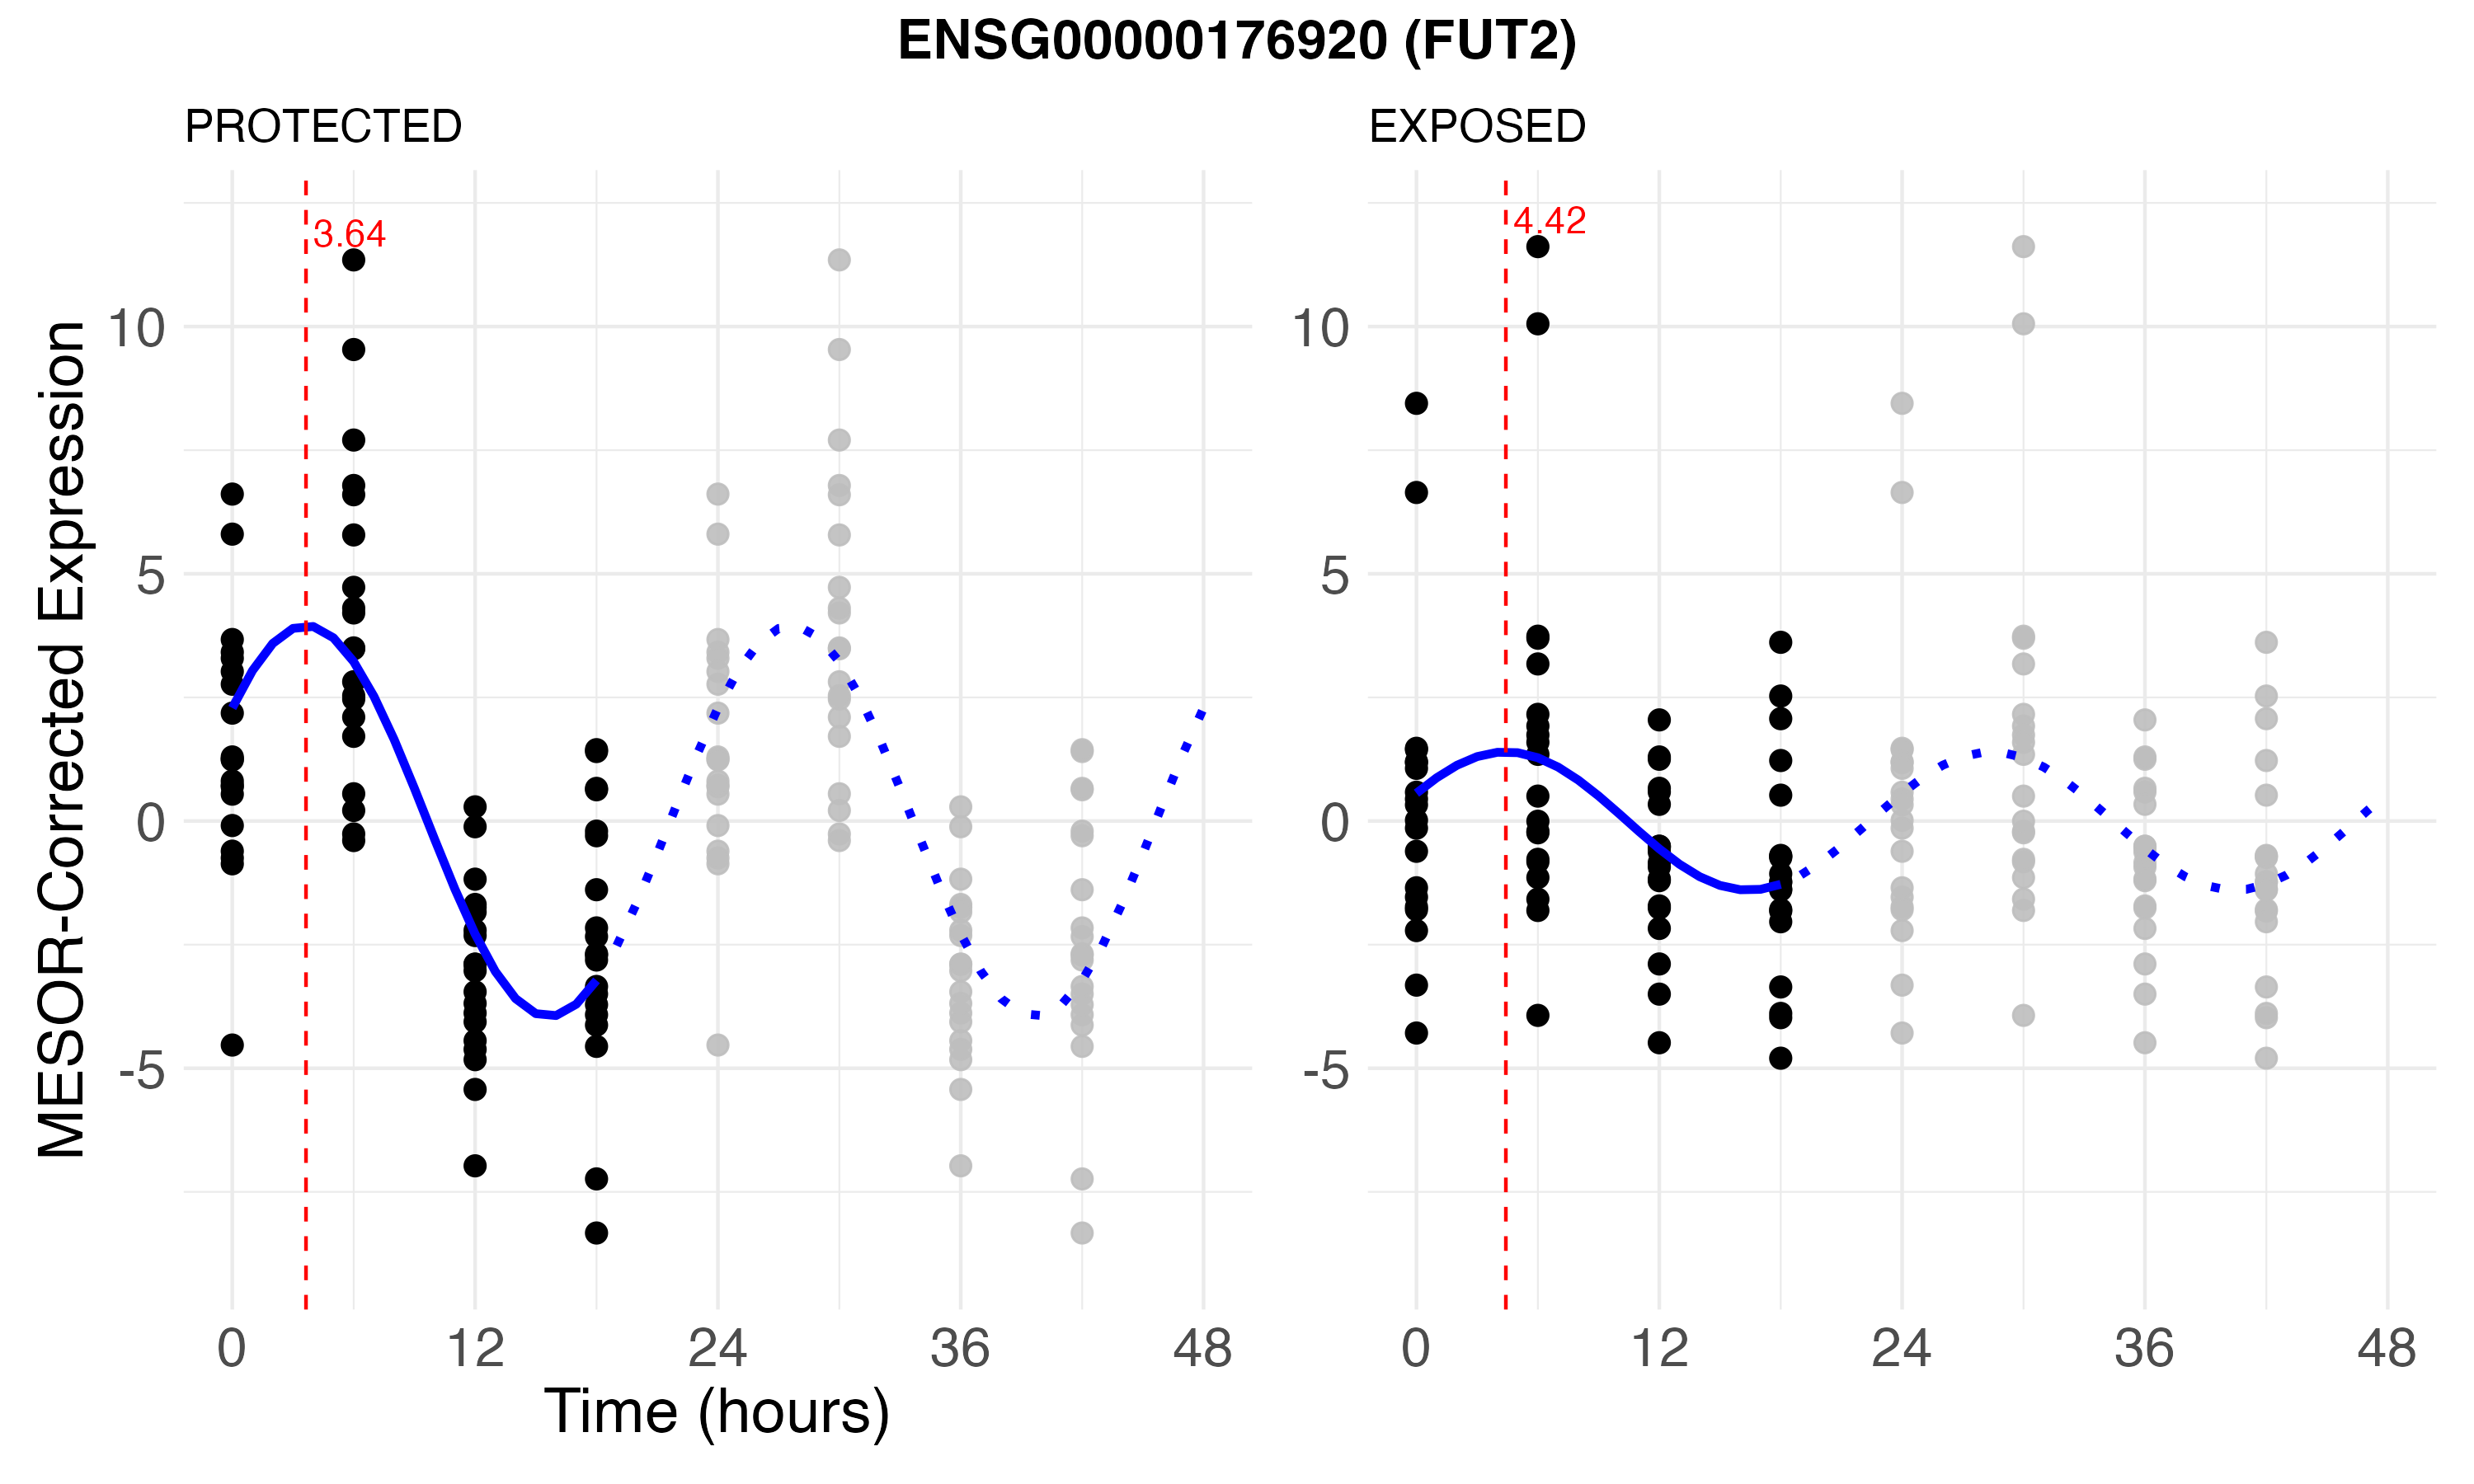 ENSG00000176920 (FUT2)
PROTECTED
EXPOSED
MESOR-Corrected Expression
3.64
4.42
10
5
0
-5
10
5
0
-5
0 12 24 36 48
0 12 24 36 48
Time (hours)